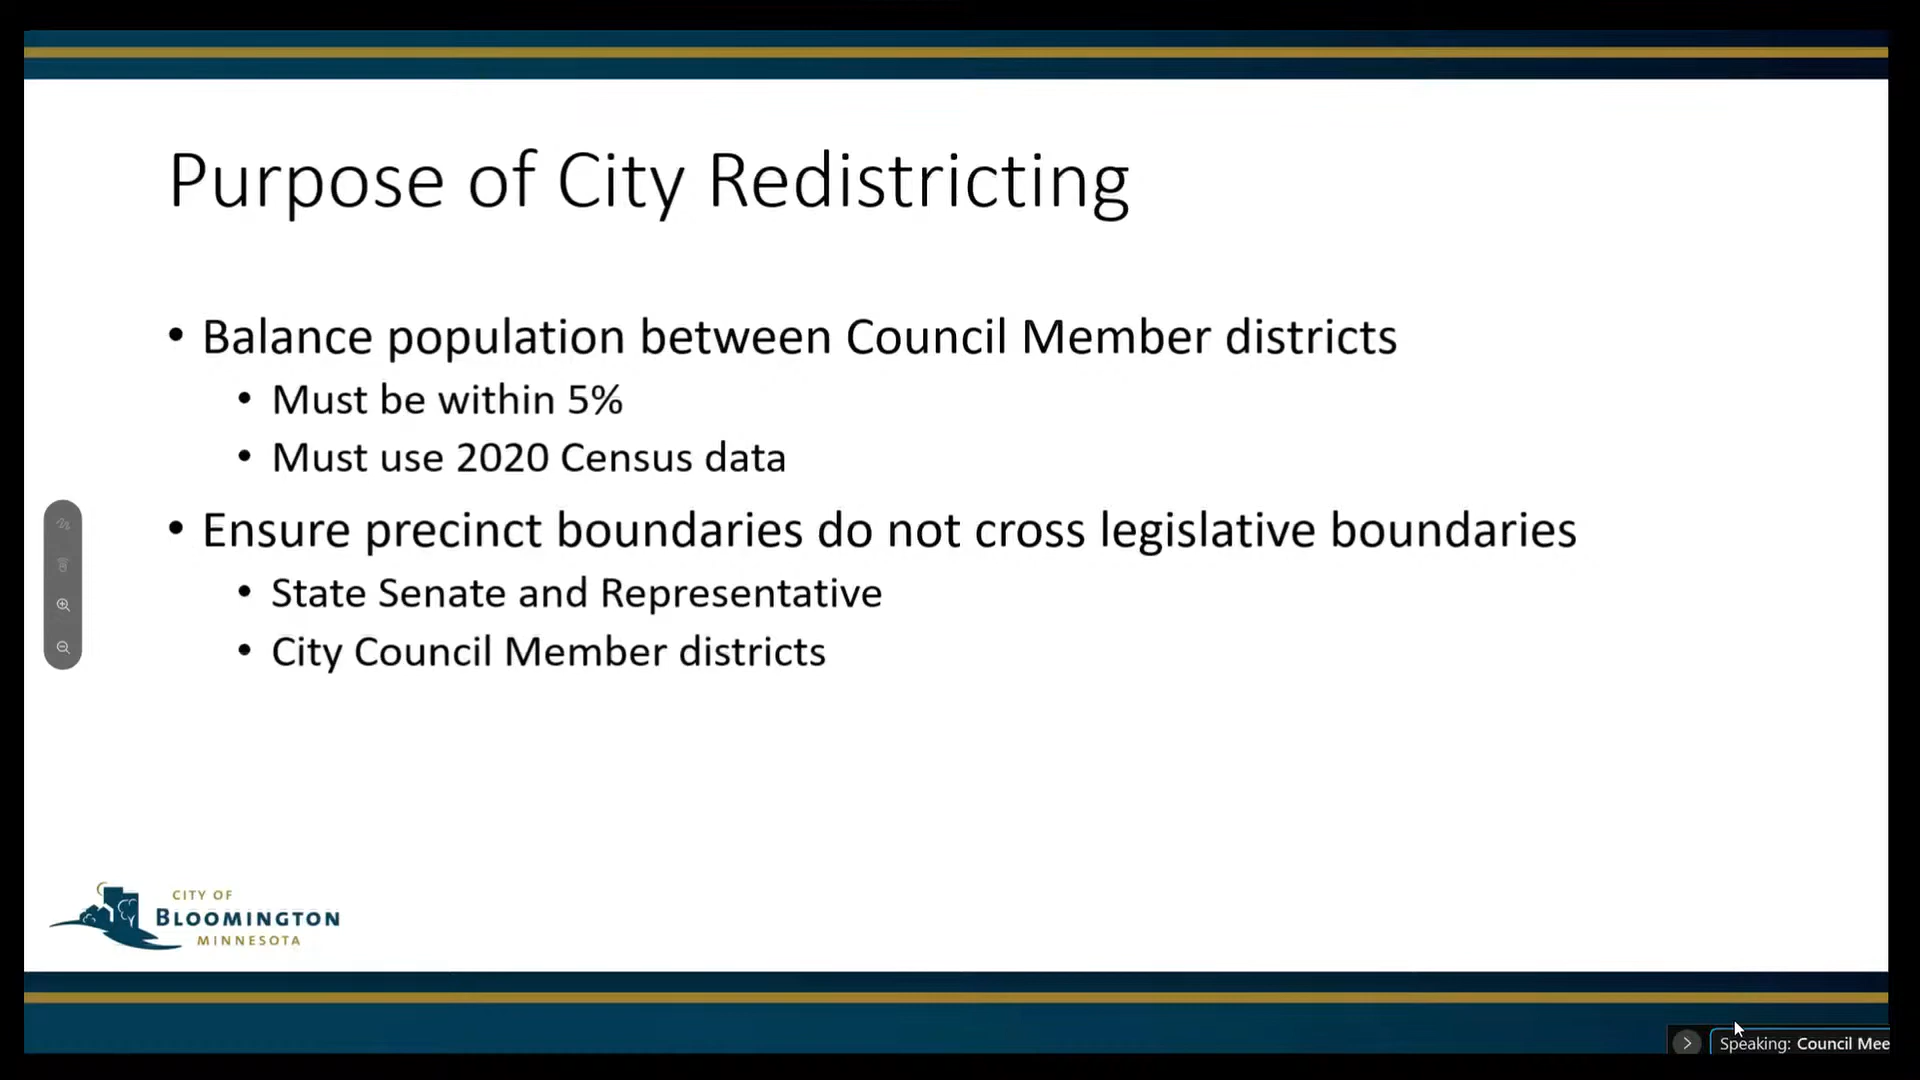 Purpose of City Redistricting
• Balance population between Council Member districts
• Must be within 5%
• Must use 2020 Census data
• Ensure precinct boundaries do not cross legislative boundaries
• State Senate and Representative
• City Council Member districts
CITY OF
BLOOMINGTON
MINNESOTA
Speaking: Council Mee